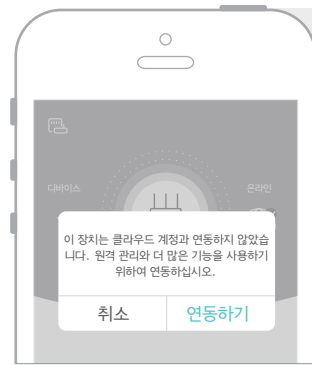 디바이스
온라인
이 장치는 클라우드 계정과 연동하지 않았습
니다. 원격 관리와 더 많은 기능을 사용하기
위하여 연동하십시오.
취소
연동하기